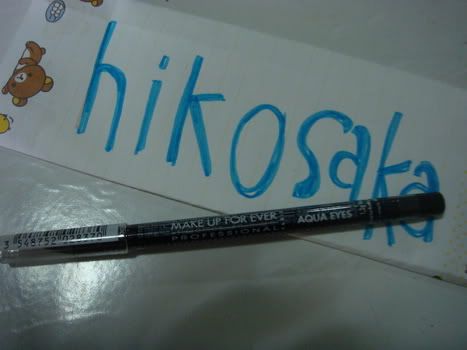 hikosaka
MAKE UP FOR EVER
PROFESSIONAL
AQUA EYES